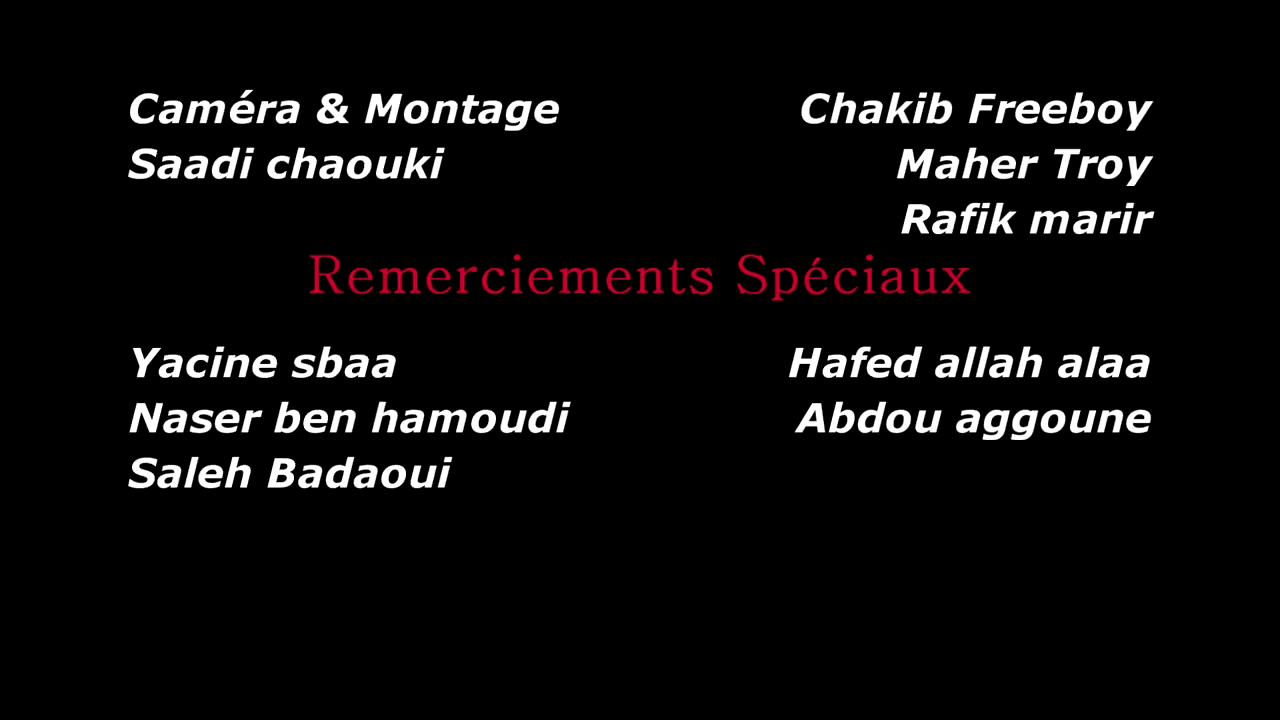 Caméra & Montage
Saadi chaouki
Chakib Freeboy
Maher Troy
Rafik marir
Remerciements Spéciaux
Yacine sbaa
Naser ben hamoudi
Saleh Badaoui
Hafed allah alaa
Abdou aggoune